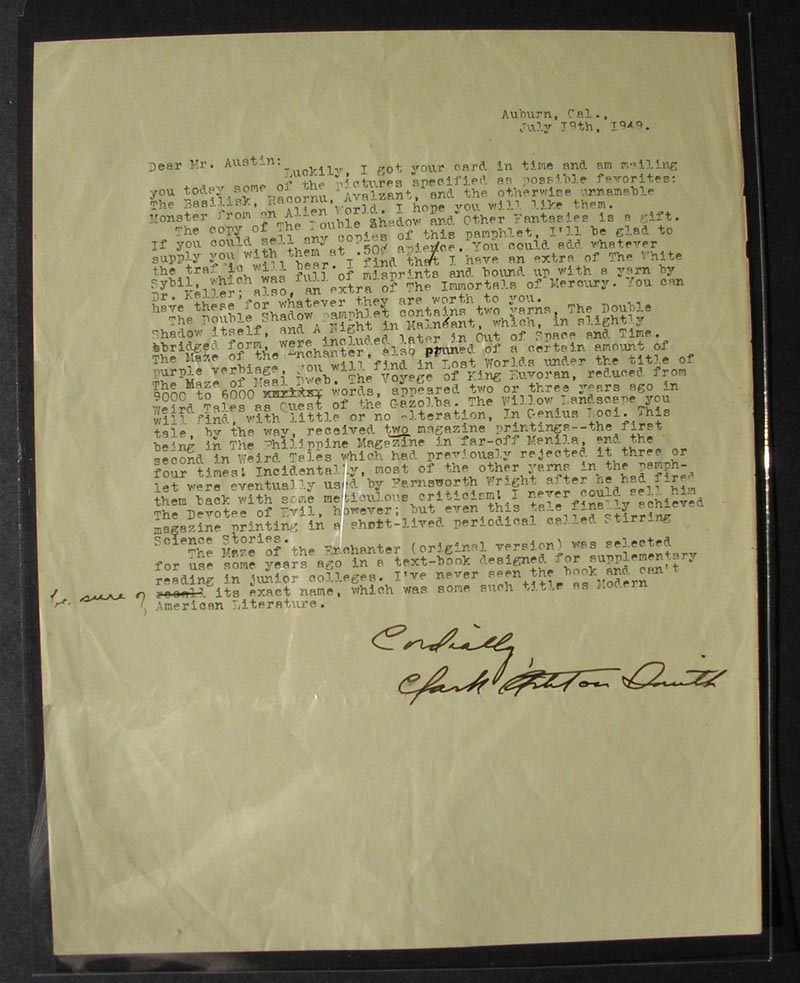 Auburn, Cal.,
July 19th, 1949.
Dear Mr. Austin:
Luckily, I got your card in time and am mailing
you today some of the pictures specified as possible favorites:
The Basilisk, Racornu, Avalzant, and the otherwise unnamable
Monster from an Alien World. I hope you will like them.
The copy of The Double Shadow and Other Fantasies is a gift.
If you could sell any copies of this pamphlet, I'll be glad to
supply you with them at .50¢ apiece. You could add whatever
the traffic will bear. I find that I have an extra of The White
Sybil, which was full of misprints and bound up with a yarn by
Dr. Keller; also, an extra of The Immortals of Mercury. You can
have these for whatever they are worth to you.
The Double Shadow pamphlet contains two yarns, The Double
Shadow itself, and A Night in Malnéant, which, in slightly
abridged form, were included later in Out of Space and Time.
The Maze of the Enchanter, also pruned of a certain amount of
purple verbiage, you will find in Lost Worlds under the title of
The Maze of Maal Dweb. The Voyage of King Euvoran, reduced from
9000 to 6000 words, appeared two or three years ago in
Weird Tales as Quest of the Gazolba. The Willow Landscape you
will find, with little or no alteration, In Genius Loci. This
tale, by the way, received two magazine printings--the first
being in The Philippine Magazine in far-off Manila, and the
second in Weird Tales which had previously rejected it three or
four times! Incidentally, most of the other yarns in the pamph-
let were eventually used by Farnsworth Wright after he had fired
them back with some meticulous criticism! I never could sell him
The Devotee of Evil, however; but even this tale finally achieved
magazine printing in a short-lived periodical called Stirring
Science Stories.
The Maze of the Enchanter (original version) was selected
for use some years ago in a text-book designed for supplementary
reading in junior colleges. I've never seen the book and can't
be sure of recall its exact name, which was some such title as Modern
American Literature.
Cordially,
Clark Ashton Smith